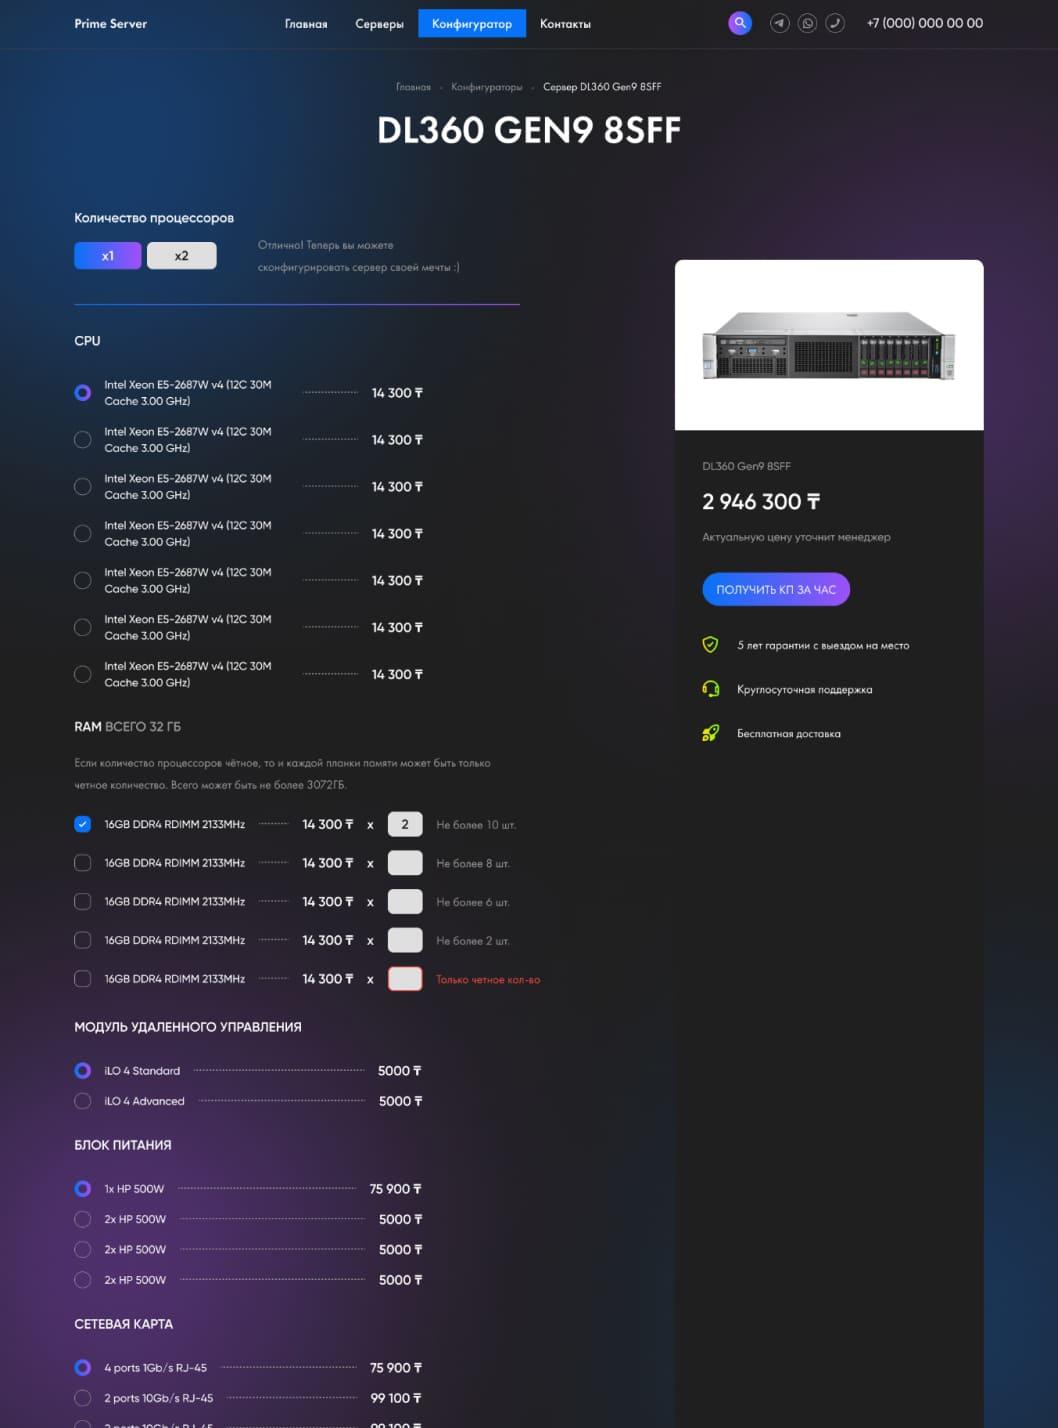 Prime Server
Главная
Серверы
Конфигуратор
Контакты
+7 (000) 000 00 00
Главная
Конфигураторы
Сервер DL360 Gen9 8SFF
DL360 GEN9 8SFF
Количество процессоров
x1
x2
Отлично! Теперь вы можете
сконфигурировать сервер своей мечты :)
CPU
Intel Xeon E5-2687W v4 (12C 30M
Cache 3.00 GHz)
14 300 ₸
Intel Xeon E5-2687W v4 (12C 30M
Cache 3.00 GHz)
14 300 ₸
Intel Xeon E5-2687W v4 (12C 30M
Cache 3.00 GHz)
14 300 ₸
Intel Xeon E5-2687W v4 (12C 30M
Cache 3.00 GHz)
14 300 ₸
Intel Xeon E5-2687W v4 (12C 30M
Cache 3.00 GHz)
14 300 ₸
Intel Xeon E5-2687W v4 (12C 30M
Cache 3.00 GHz)
14 300 ₸
Intel Xeon E5-2687W v4 (12C 30M
Cache 3.00 GHz)
14 300 ₸
RAM ВСЕГО 32 ГБ
Если количество процессоров чётное, то и каждой планки памяти может быть только
четное количество. Всего может быть не более 3072ГБ.
16GB DDR4 RDIMM 2133MHz 14 300 ₸ x 2 Не более 10 шт.
16GB DDR4 RDIMM 2133MHz 14 300 ₸ x Не более 8 шт.
16GB DDR4 RDIMM 2133MHz 14 300 ₸ x Не более 6 шт.
16GB DDR4 RDIMM 2133MHz 14 300 ₸ x Не более 2 шт.
16GB DDR4 RDIMM 2133MHz 14 300 ₸ x Только четное кол-во
МОДУЛЬ УДАЛЕННОГО УПРАВЛЕНИЯ
iLO 4 Standard 5000 ₸
iLO 4 Advanced 5000 ₸
БЛОК ПИТАНИЯ
1x HP 500W 75 900 ₸
2x HP 500W 5000 ₸
2x HP 500W 5000 ₸
2x HP 500W 5000 ₸
СЕТЕВАЯ КАРТА
4 ports 1Gb/s RJ-45 75 900 ₸
2 ports 10Gb/s RJ-45 99 100 ₸
2 ports 10Gb/s RJ-45 99 100 ₸
DL360 Gen9 8SFF
2 946 300 ₸
Актуальную цену уточнит менеджер
ПОЛУЧИТЬ КП ЗА ЧАС
5 лет гарантии с выездом на место
Круглосуточная поддержка
Бесплатная доставка